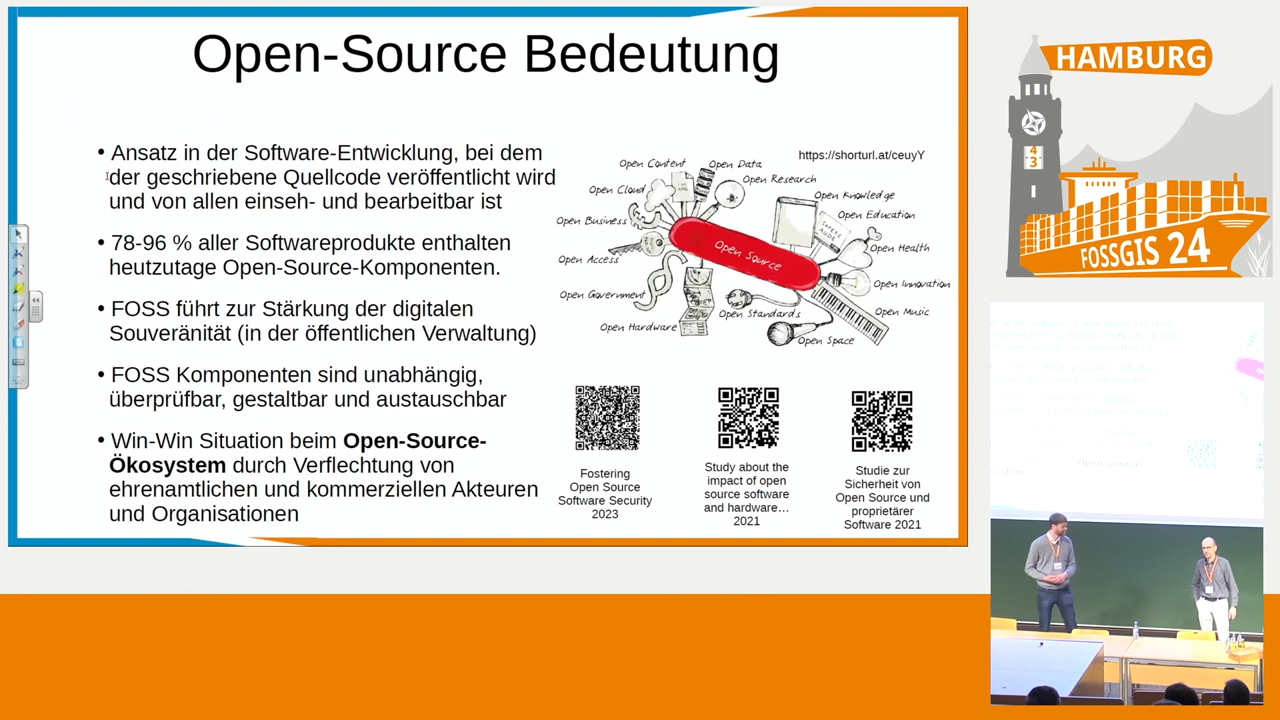 Open-Source Bedeutung
• Ansatz in der Software-Entwicklung, bei dem
der geschriebene Quellcode veröffentlicht wird
und von allen einseh- und bearbeitbar ist
• 78-96 % aller Softwareprodukte enthalten
heutzutage Open-Source-Komponenten.
• FOSS führt zur Stärkung der digitalen
Souveränität (in der öffentlichen Verwaltung)
• FOSS Komponenten sind unabhängig,
überprüfbar, gestaltbar und austauschbar
• Win-Win Situation beim Open-Source-
Ökosystem durch Verflechtung von
ehrenamtlichen und kommerziellen Akteuren
und Organisationen
https://shorturl.at/ceuyY
Open Content
Open Data
Open Research
Open Cloud
Open Knowledge
Open Business
Open Education
Open Access
Open Health
Open Source
Open Government
Open Innovation
Open Hardware
Open Standards
Open Music
Open Space
Fostering
Open Source
Software Security
2023
Study about the
impact of open
source software
and hardware…
2021
Studie zur
Sicherheit von
Open Source und
proprietärer
Software 2021
HAMBURG
4
3
FOSSGIS 24